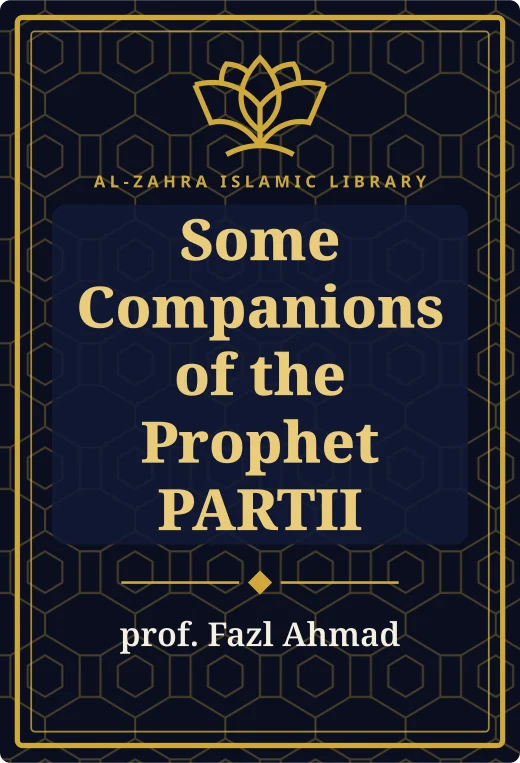 AL-ZAHRA ISLAMIC LIBRARY
Some
Companions
of the
Prophet
PARTII
prof. Fazl Ahmad